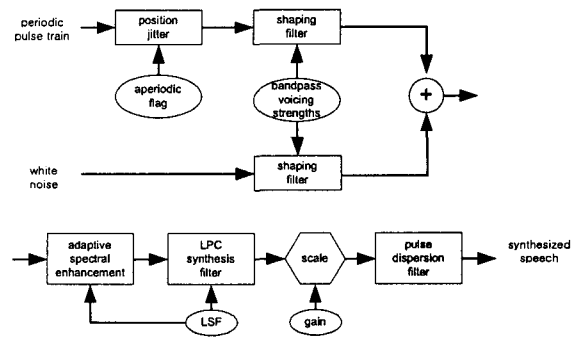 periodic
pulse train
position
jitter
shaping
filter
aperiodic
flag
bandpass
voicing
strengths
+
white
noise
shaping
filter
adaptive
spectral
enhancement
LPC
synthesis
filter
scale
pulse
dispersion
filter
synthesized
speech
LSF
gain